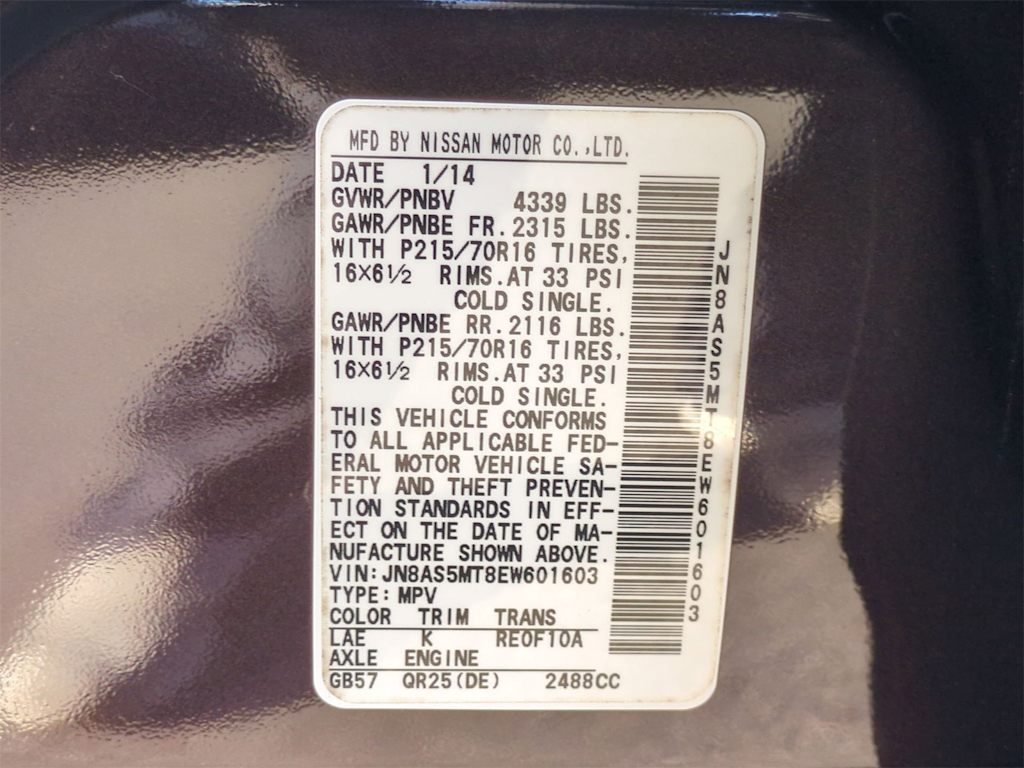 MFD BY NISSAN MOTOR CO.,LTD.
DATE 1/14
GVWR/PNBV 4339 LBS.
GAWR/PNBE FR.2315 LBS.
WITH P215/70R16 TIRES,
16×6½ RIMS.AT 33 PSI
COLD SINGLE.
GAWR/PNBE RR.2116 LBS.
WITH P215/70R16 TIRES,
16×6½ RIMS.AT 33 PSI
COLD SINGLE.
THIS VEHICLE CONFORMS
TO ALL APPLICABLE FED-
ERAL MOTOR VEHICLE SA-
FETY AND THEFT PREVEN-
TION STANDARDS IN EFF-
ECT ON THE DATE OF MA-
NUFACTURE SHOWN ABOVE.
VIN:JN8AS5MT8EW601603
TYPE:MPV
COLOR TRIM TRANS
LAE K RE0F10A
AXLE ENGINE
GB57 QR25(DE) 2488CC
JN8AS5MT8EW601603